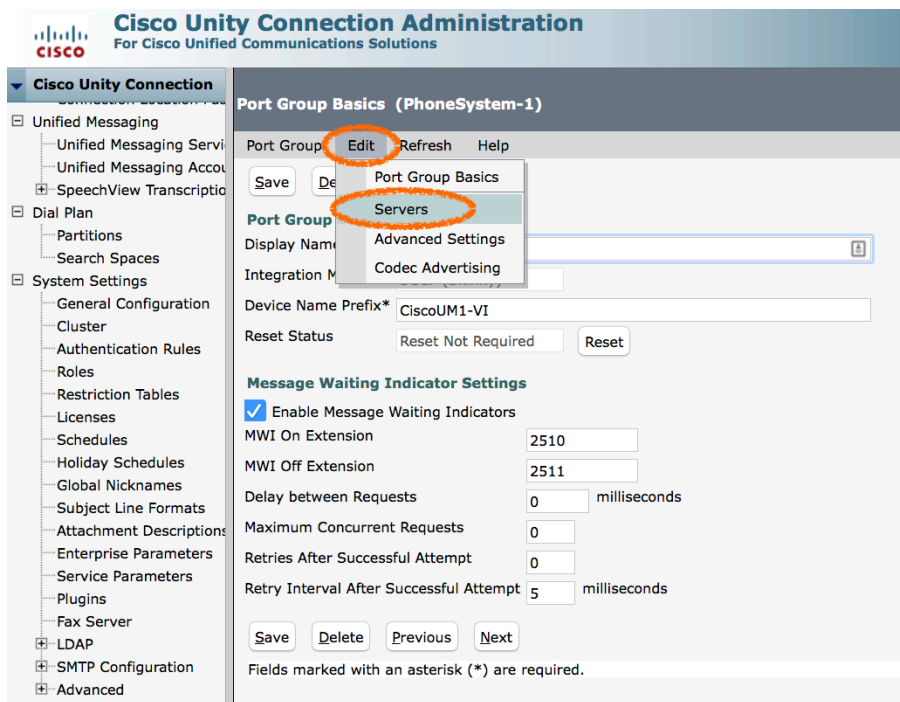 Cisco Unity Connection Administration
For Cisco Unified Communications Solutions
CISCO
Cisco Unity Connection
Unified Messaging
Unified Messaging Servi
Unified Messaging Accou
SpeechView Transcriptio
Dial Plan
Partitions
Search Spaces
System Settings
General Configuration
Cluster
Authentication Rules
Roles
Restriction Tables
Licenses
Schedules
Holiday Schedules
Global Nicknames
Subject Line Formats
Attachment Descriptions
Enterprise Parameters
Service Parameters
Plugins
Fax Server
LDAP
SMTP Configuration
Advanced
Port Group Basics (PhoneSystem-1)
Port Group Edit Refresh Help
Save De
Port Group Basics
Servers
Advanced Settings
Codec Advertising
Port Group
Display Name
Integration M
Device Name Prefix* CiscoUM1-VI
Reset Status Reset Not Required Reset
Message Waiting Indicator Settings
Enable Message Waiting Indicators
MWI On Extension 2510
MWI Off Extension 2511
Delay between Requests 0 milliseconds
Maximum Concurrent Requests 0
Retries After Successful Attempt 0
Retry Interval After Successful Attempt 5 milliseconds
Save Delete Previous Next
Fields marked with an asterisk (*) are required.